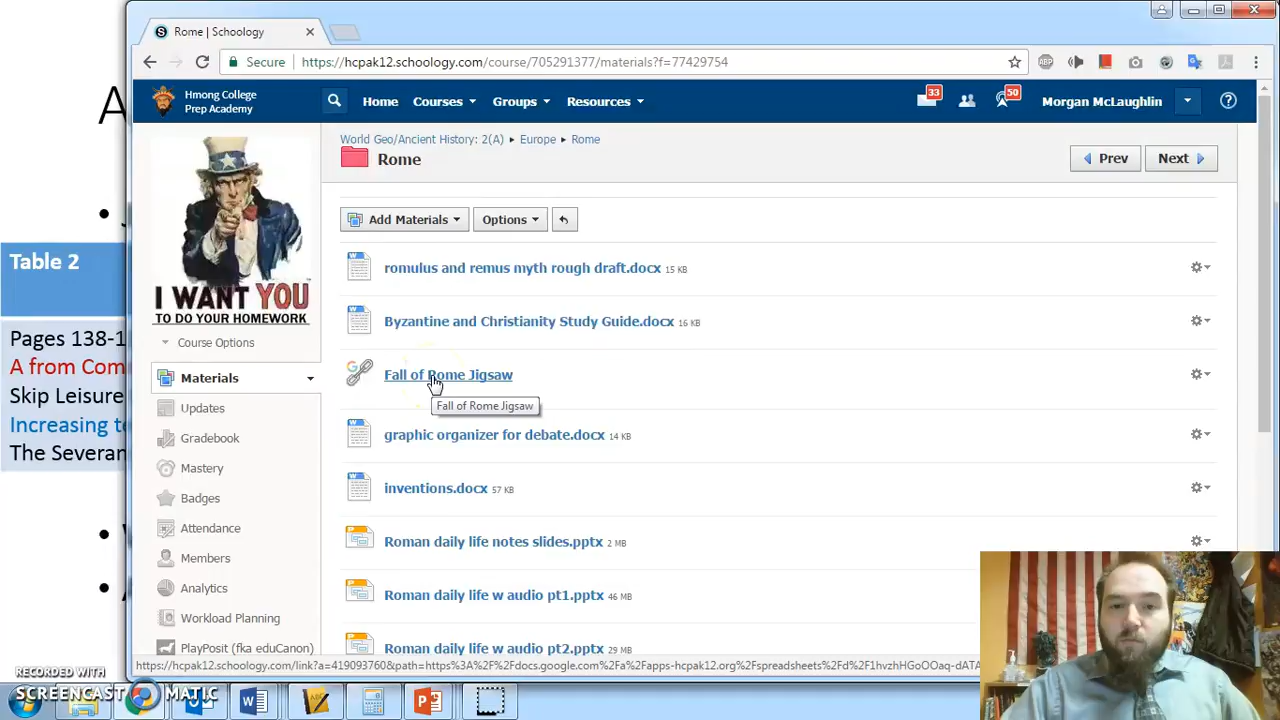 Rome | Schoology
Secure
https://hcpak12.schoology.com/course/705291377/materials?f=77429754
Hmong College
Prep Academy
Home
Courses
Groups
Resources
33
50
Morgan McLaughlin
World Geo/Ancient History: 2(A) ▸ Europe ▸ Rome
Rome
Prev
Next
I WANT YOU
TO DO YOUR HOMEWORK
Course Options
Materials
Updates
Gradebook
Mastery
Badges
Attendance
Members
Analytics
Workload Planning
PlayPosit (fka eduCanon)
Add Materials
Options
romulus and remus myth rough draft.docx 15 KB
Byzantine and Christianity Study Guide.docx 16 KB
Fall of Rome Jigsaw
Fall of Rome Jigsaw
graphic organizer for debate.docx 14 KB
inventions.docx 57 KB
Roman daily life notes slides.pptx 2 MB
Roman daily life w audio pt1.pptx 46 MB
Roman daily life w audio pt2.pptx 29 MB
A
Table 2
Pages 138-1
A from Com
Skip Leisure
Increasing te
The Severan
RECORDED WITH
SCREENCAST MATIC